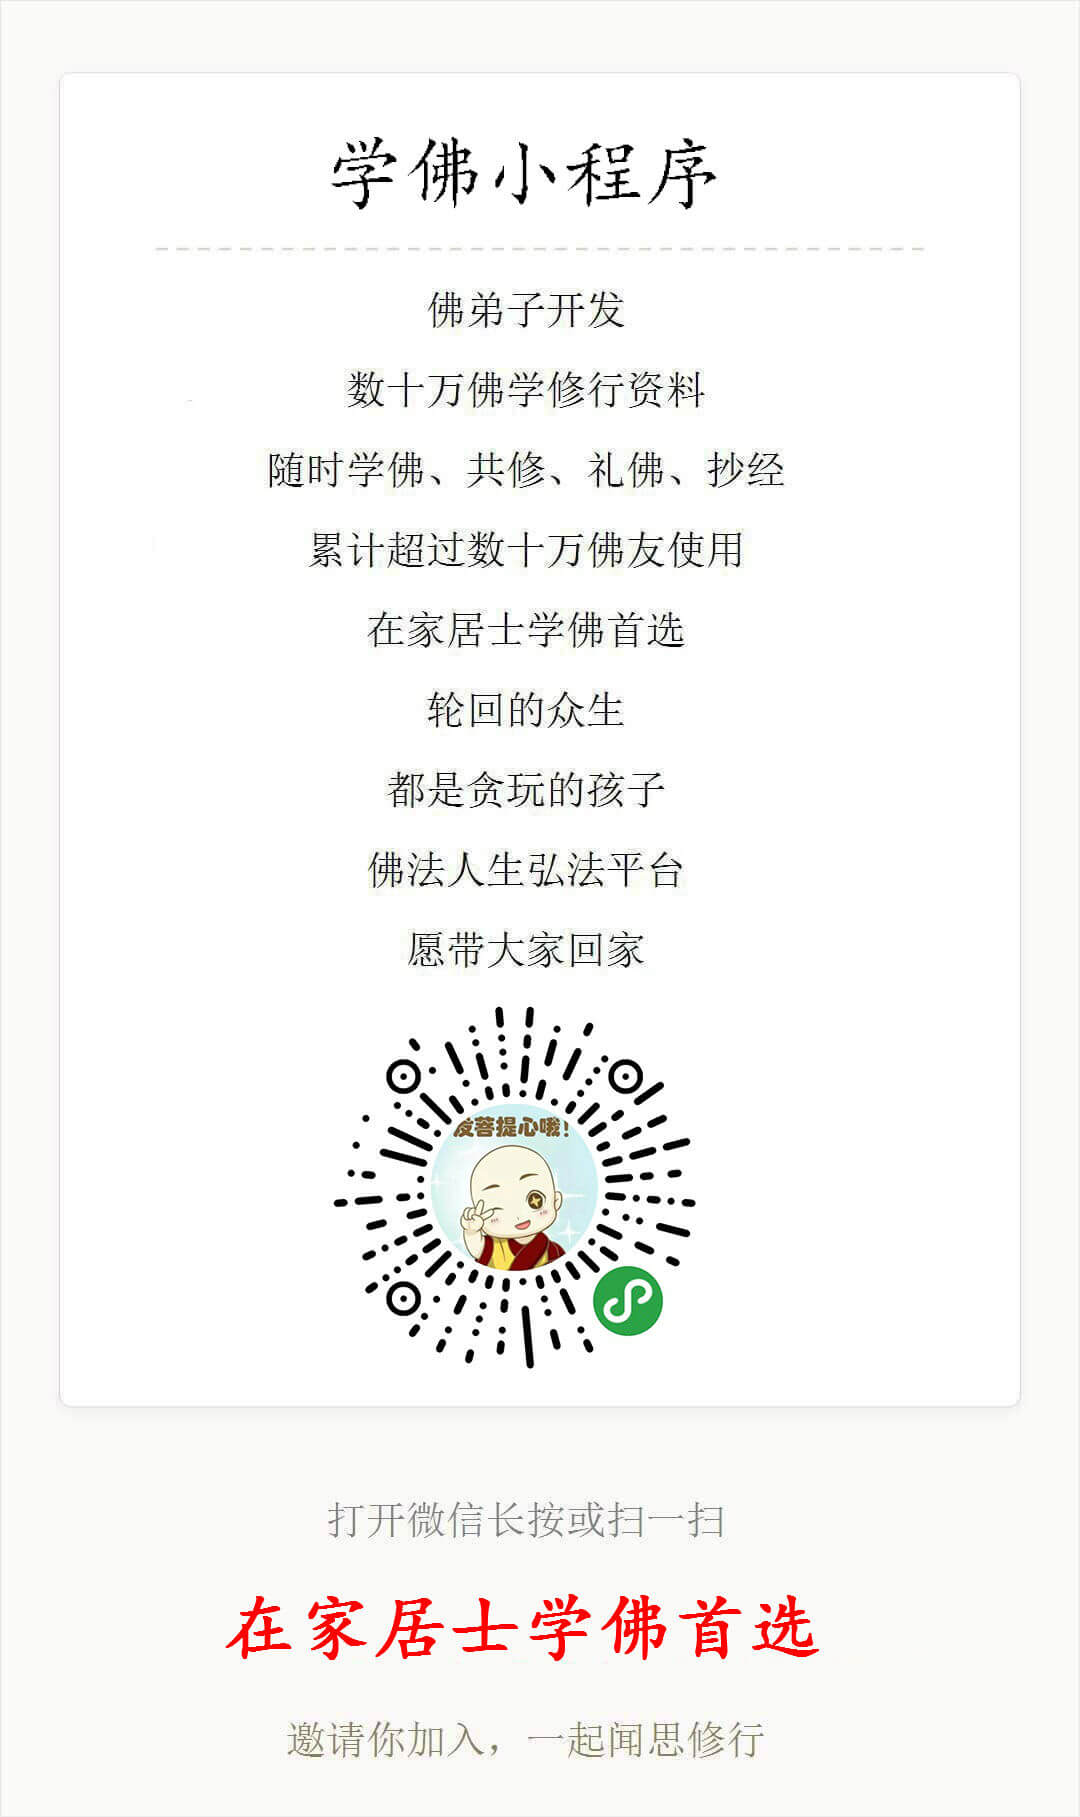 学佛小程序
佛弟子开发
数十万佛学修行资料
随时学佛、共修、礼佛、抄经
累计超过数十万佛友使用
在家居士学佛首选
轮回的众生
都是贪玩的孩子
佛法人生弘法平台
愿带大家回家
发菩提心哦!
打开微信长按或扫一扫
在家居士学佛首选
邀请你加入，一起闻思修行